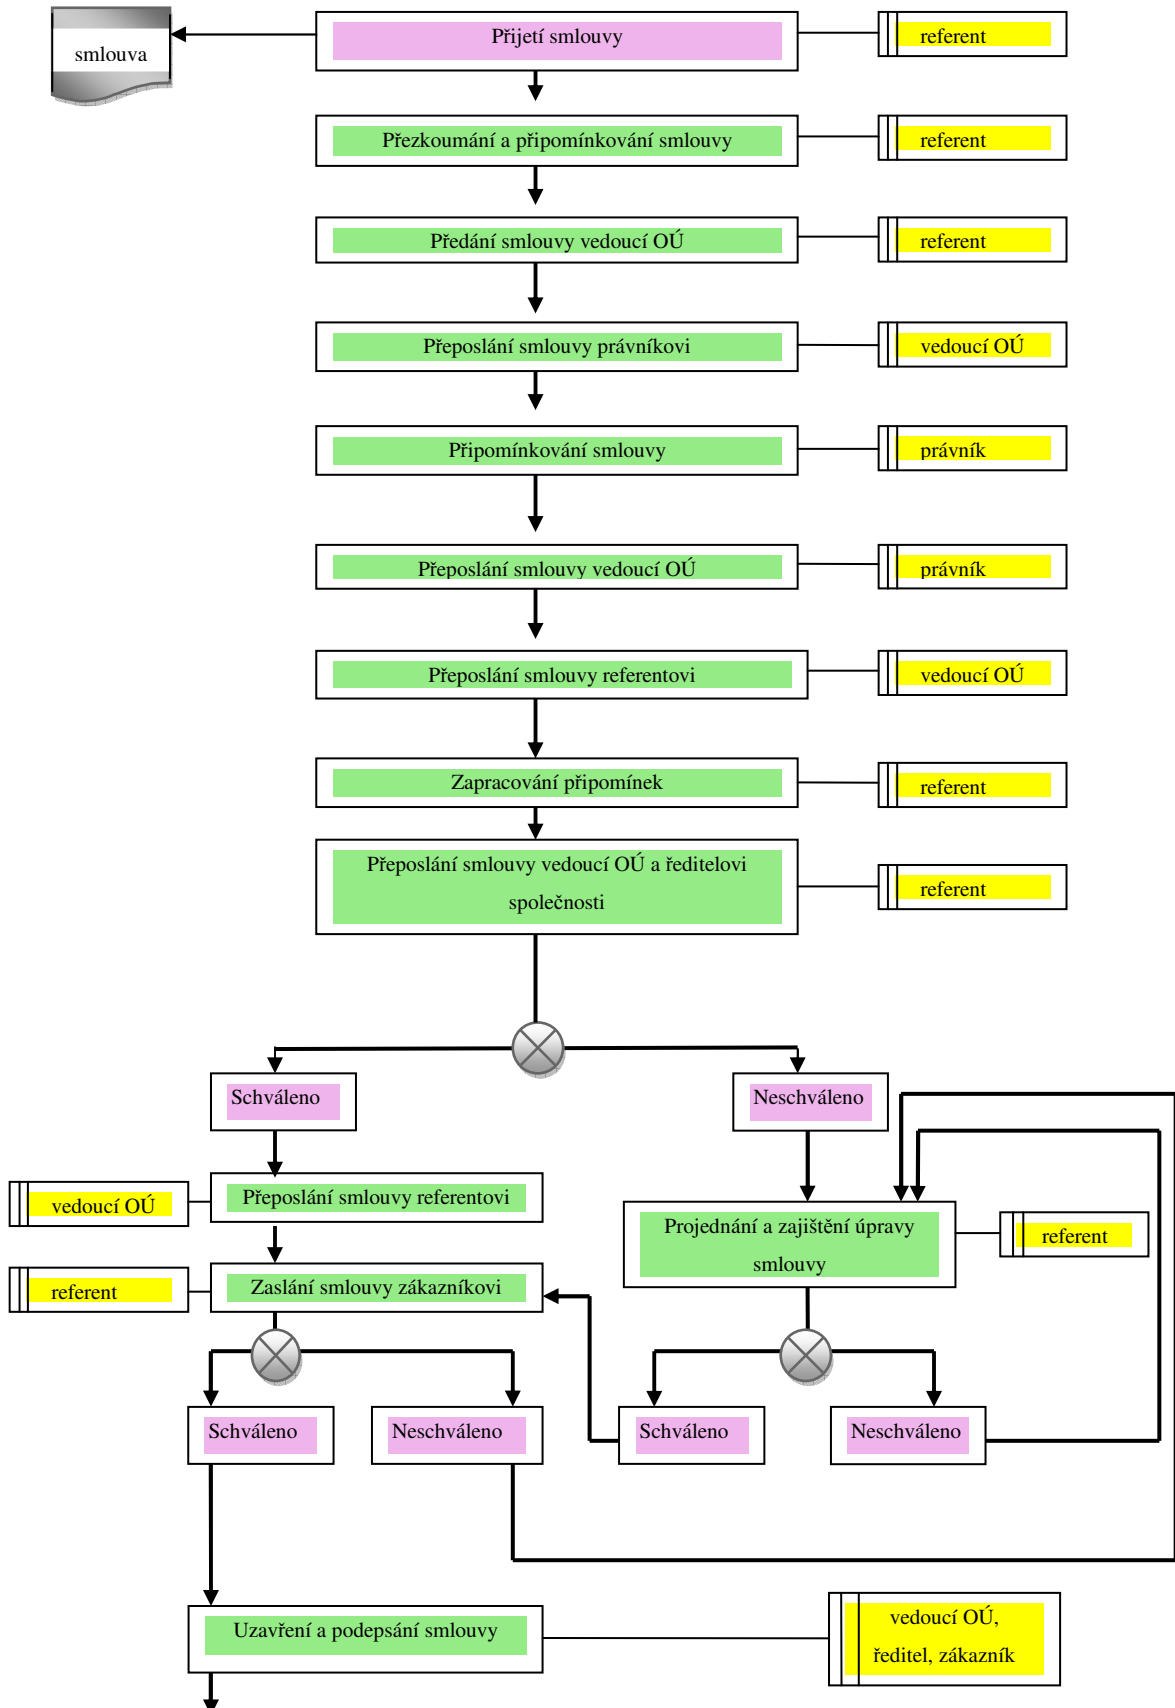 smlouva
Přijetí smlouvy
referent
Přezkoumání a připomínkování smlouvy
referent
Předání smlouvy vedoucí OÚ
referent
Přeposlání smlouvy právníkovi
vedoucí OÚ
Připomínkování smlouvy
právník
Přeposlání smlouvy vedoucí OÚ
právník
Přeposlání smlouvy referentovi
vedoucí OÚ
Zapracování připomínek
referent
Přeposlání smlouvy vedoucí OÚ a ředitelovi
společnosti
referent
Schváleno
Neschváleno
vedoucí OÚ
Přeposlání smlouvy referentovi
Projednání a zajištění úpravy
smlouvy
referent
referent
Zaslání smlouvy zákazníkovi
Schváleno
Neschváleno
Schváleno
Neschváleno
Uzavření a podepsání smlouvy
vedoucí OÚ,
ředitel, zákazník